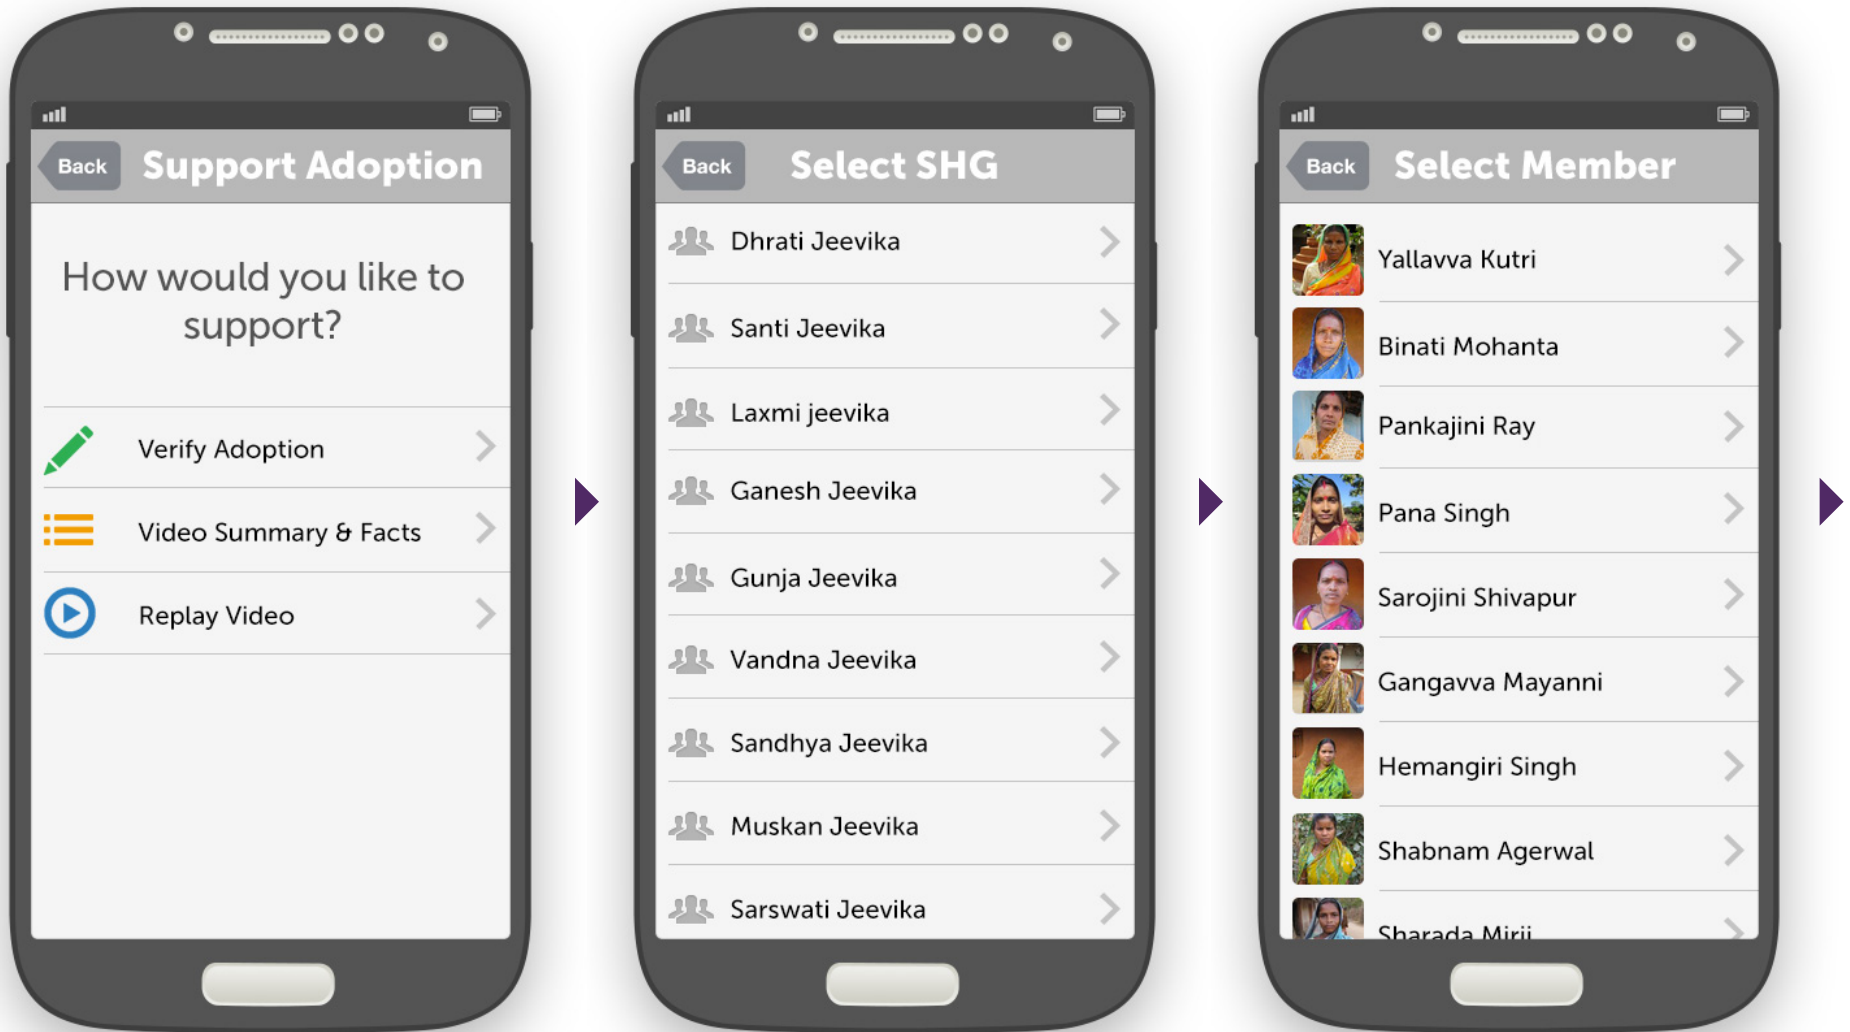 Back
Support Adoption
How would you like to
support?
Verify Adoption
Video Summary & Facts
Replay Video
Back
Select SHG
Dhrati Jeevika
Santi Jeevika
Laxmi jeevika
Ganesh Jeevika
Gunja Jeevika
Vandna Jeevika
Sandhya Jeevika
Muskan Jeevika
Sarswati Jeevika
Back
Select Member
Yallavva Kutri
Binati Mohanta
Pankajini Ray
Pana Singh
Sarojini Shivapur
Gangavva Mayanni
Hemangiri Singh
Shabnam Agerwal
Sharada Mirji